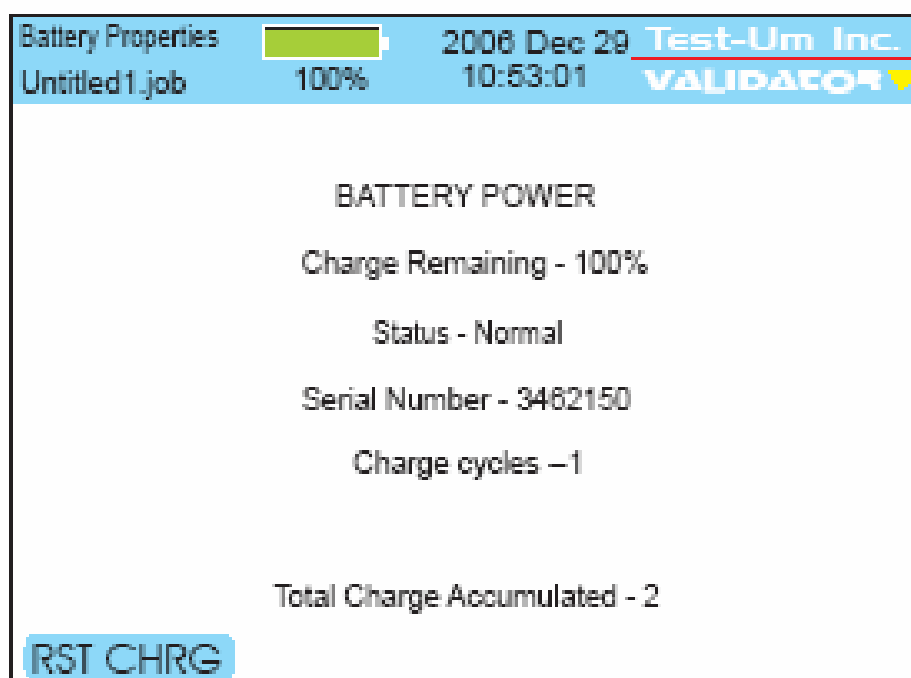 Battery Properties
2006 Dec 29
Test-Um Inc.
Untitled1.job
100%
10:53:01
VALIDATOR
BATTERY POWER
Charge Remaining - 100%
Status - Normal
Serial Number - 3462150
Charge cycles –1
Total Charge Accumulated - 2
RST CHRG